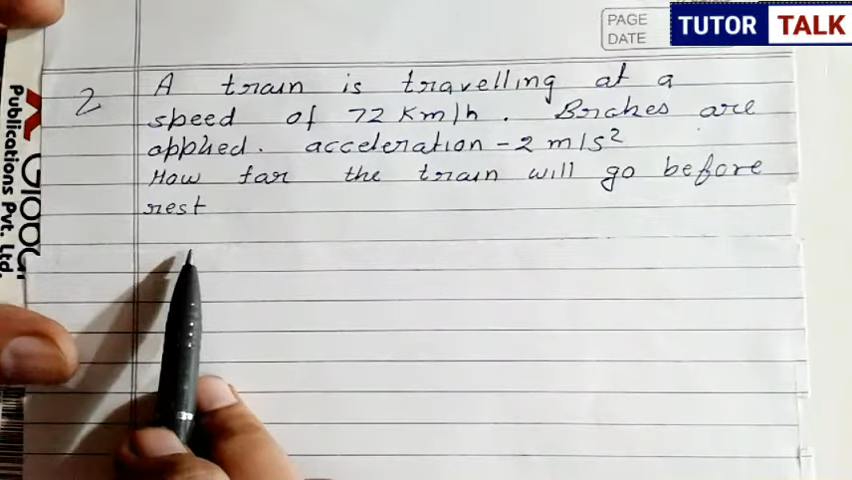 PAGE
DATE
TUTOR TALK
2 A train is travelling at a
speed of 72 Km/h. Brakes are
applied. acceleration -2 m/s²
How far the train will go before
rest
Publications Pvt. Ltd.